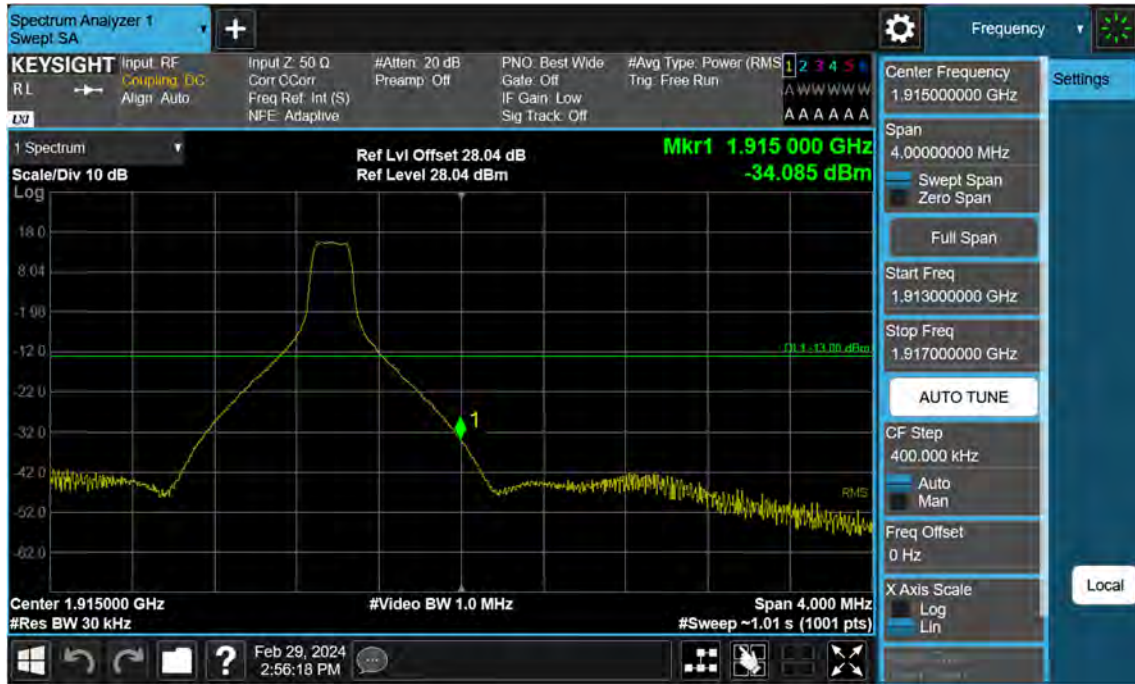 Spectrum Analyzer 1
Swept SA
+
Frequency
KEYSIGHT
RL
LXI
Input: RF
Coupling: DC
Align: Auto
Input Z: 50 Ω
Corr CCorr
Freq Ref: Int (S)
NFE: Adaptive
#Atten: 20 dB
Preamp: Off
PNO: Best Wide
Gate: Off
IF Gain: Low
Sig Track: Off
#Avg Type: Power (RMS
Trig: Free Run
1 2 3 4 5 6
A W W W W W
A A A A A A
1 Spectrum
Scale/Div 10 dB
Ref Lvl Offset 28.04 dB
Ref Level 28.04 dBm
Mkr1 1.915 000 GHz
-34.085 dBm
Log
18.0
8.04
-1.96
-12.0
-22.0
-32.0
-42.0
-52.0
-62.0
DL1 -13.00 dBm
1
RMS
Center 1.915000 GHz
#Res BW 30 kHz
#Video BW 1.0 MHz
Span 4.000 MHz
#Sweep ~1.01 s (1001 pts)
Center Frequency
1.915000000 GHz
Settings
Span
4.00000000 MHz
Swept Span
Zero Span
Full Span
Start Freq
1.913000000 GHz
Stop Freq
1.917000000 GHz
AUTO TUNE
CF Step
400.000 kHz
Auto
Man
Freq Offset
0 Hz
X Axis Scale
Log
Lin
Local
?
Feb 29, 2024
2:56:18 PM